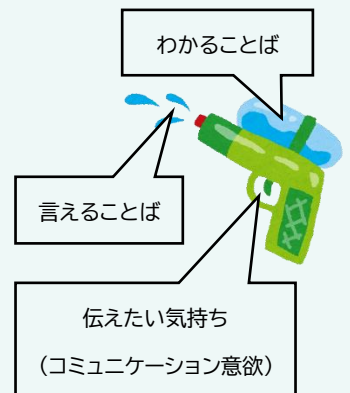 わかることば
言えることば
伝えたい気持ち
（コミュニケーション意欲）